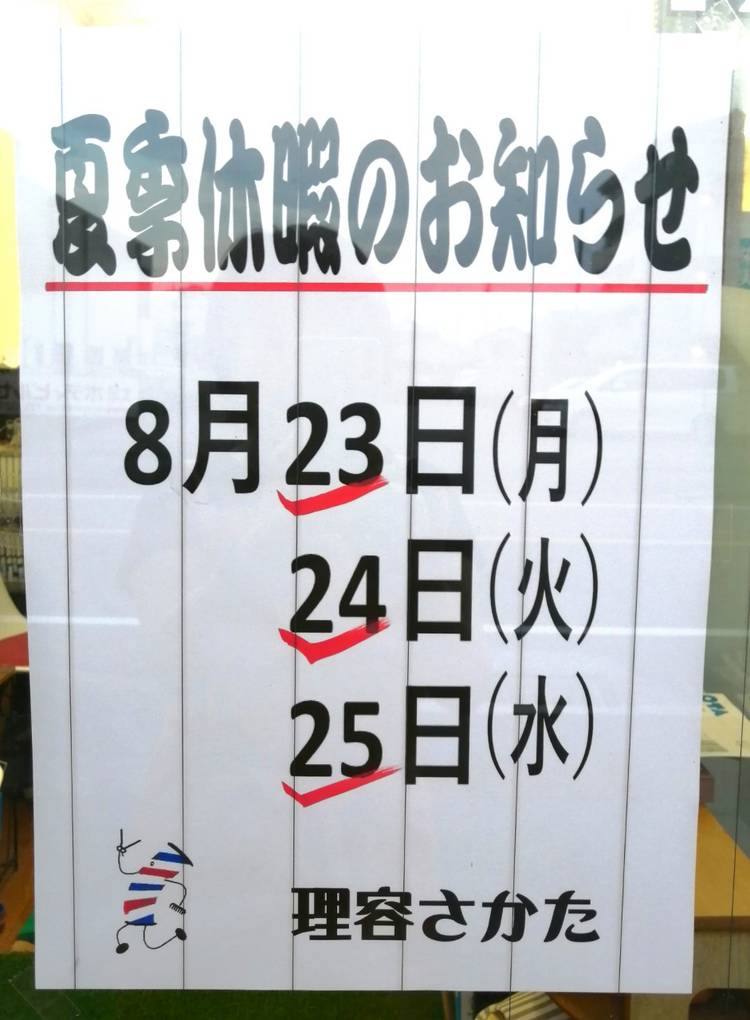 夏季休暇のお知らせ
8月23日(月)
24日(火)
25日(水)
理容さかた